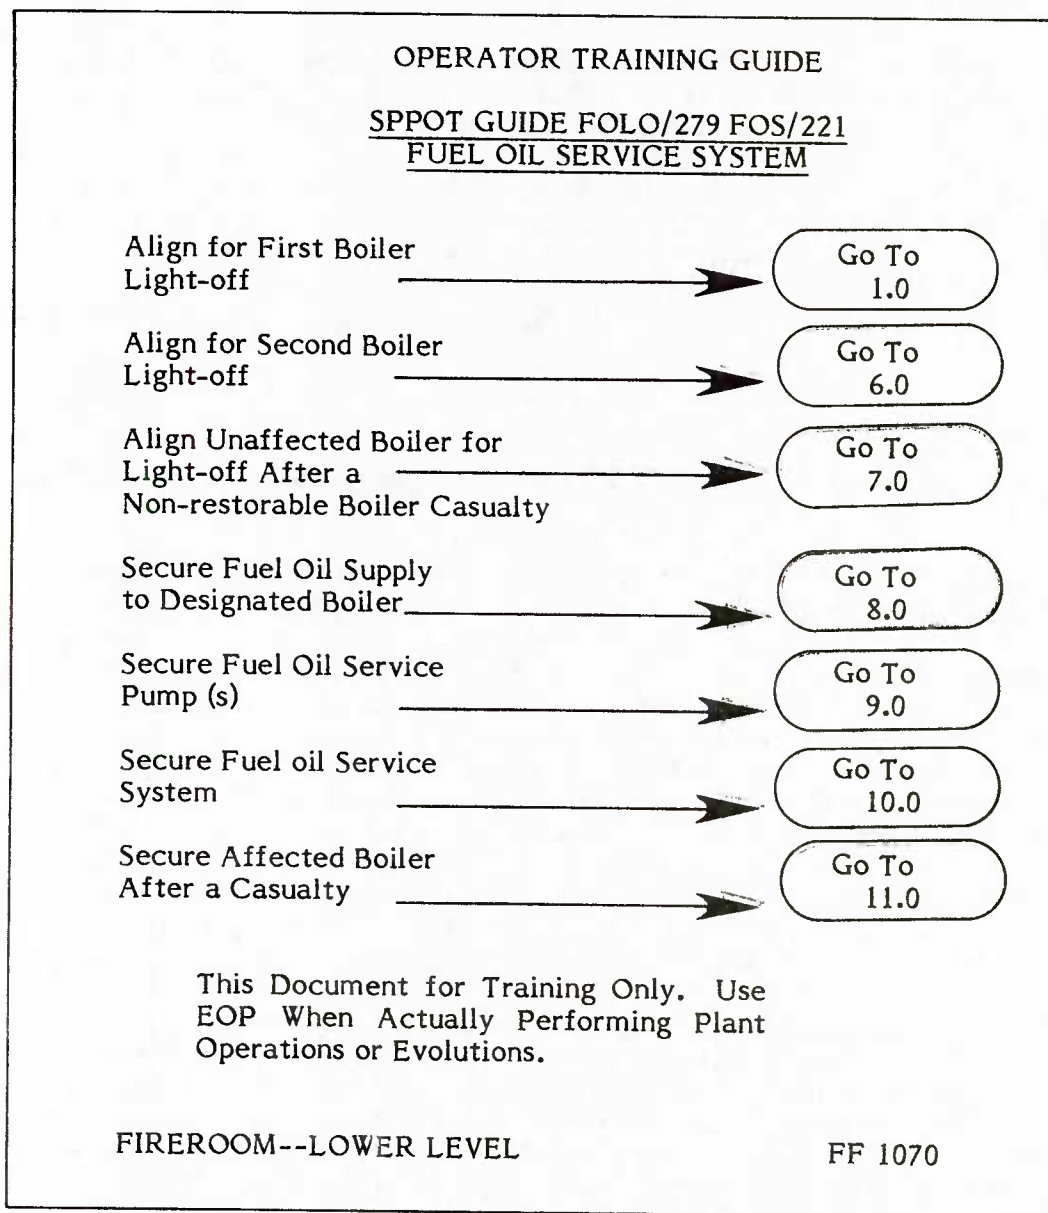 OPERATOR TRAINING GUIDE
SPPOT GUIDE FOLO/279 FOS/221
FUEL OIL SERVICE SYSTEM
Align for First Boiler
Light-off
Go To
1.0
Align for Second Boiler
Light-off
Go To
6.0
Align Unaffected Boiler for
Light-off After a
Non-restorable Boiler Casualty
Go To
7.0
Secure Fuel Oil Supply
to Designated Boiler
Go To
8.0
Secure Fuel Oil Service
Pump (s)
Go To
9.0
Secure Fuel oil Service
System
Go To
10.0
Secure Affected Boiler
After a Casualty
Go To
11.0
This Document for Training Only. Use
EOP When Actually Performing Plant
Operations or Evolutions.
FIREROOM--LOWER LEVEL
FF 1070